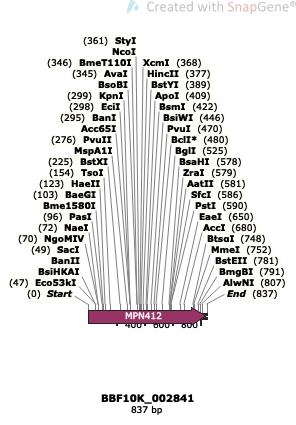 Created with SnapGene®
(361) StyI
NcoI
(346) BmeT110I XcmI (368)
(345) AvaI HincII (377)
BsoBI BstYI (389)
(299) KpnI ApoI (409)
(298) EciI BsmI (422)
(295) BanI BsiWI (446)
Acc65I PvuI (470)
(276) PvuII BclI* (480)
MspA1I BglI (525)
(225) BstXI BsaHI (578)
(154) TsoI ZraI (579)
(123) HaeII AatII (581)
(103) BaeGI SfcI (586)
Bme1580I PstI (590)
(96) PasI EaeI (650)
(72) NaeI AccI (680)
(70) NgoMIV BtsαI (748)
(49) SacI MmeI (752)
BanII BstEII (781)
BsiHKAI BmgBI (791)
(47) Eco53kI AlwNI (807)
(0) Start End (837)
MPN412
400 600 800
BBF10K_002841
837 bp